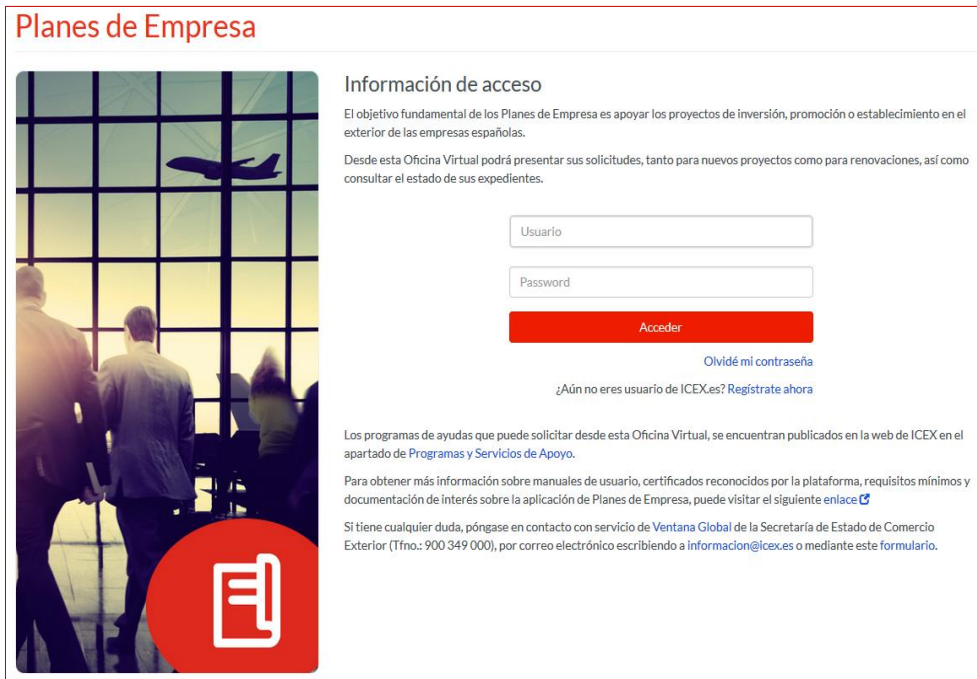 Planes de Empresa
Información de acceso
El objetivo fundamental de los Planes de Empresa es apoyar los proyectos de inversión, promoción o establecimiento en el
exterior de las empresas españolas.
Desde esta Oficina Virtual podrá presentar sus solicitudes, tanto para nuevos proyectos como para renovaciones, así como
consultar el estado de sus expedientes.
Usuario
Password
Acceder
Olvidé mi contraseña
¿Aún no eres usuario de ICEX.es? Regístrate ahora
Los programas de ayudas que puede solicitar desde esta Oficina Virtual, se encuentran publicados en la web de ICEX en el
apartado de Programas y Servicios de Apoyo.
Para obtener más información sobre manuales de usuario, certificados reconocidos por la plataforma, requisitos mínimos y
documentación de interés sobre la aplicación de Planes de Empresa, puede visitar el siguiente enlace
Si tiene cualquier duda, póngase en contacto con servicio de Ventana Global de la Secretaría de Estado de Comercio
Exterior (Tfno.: 900 349 000), por correo electrónico escribiendo a informacion@icex.es o mediante este formulario.